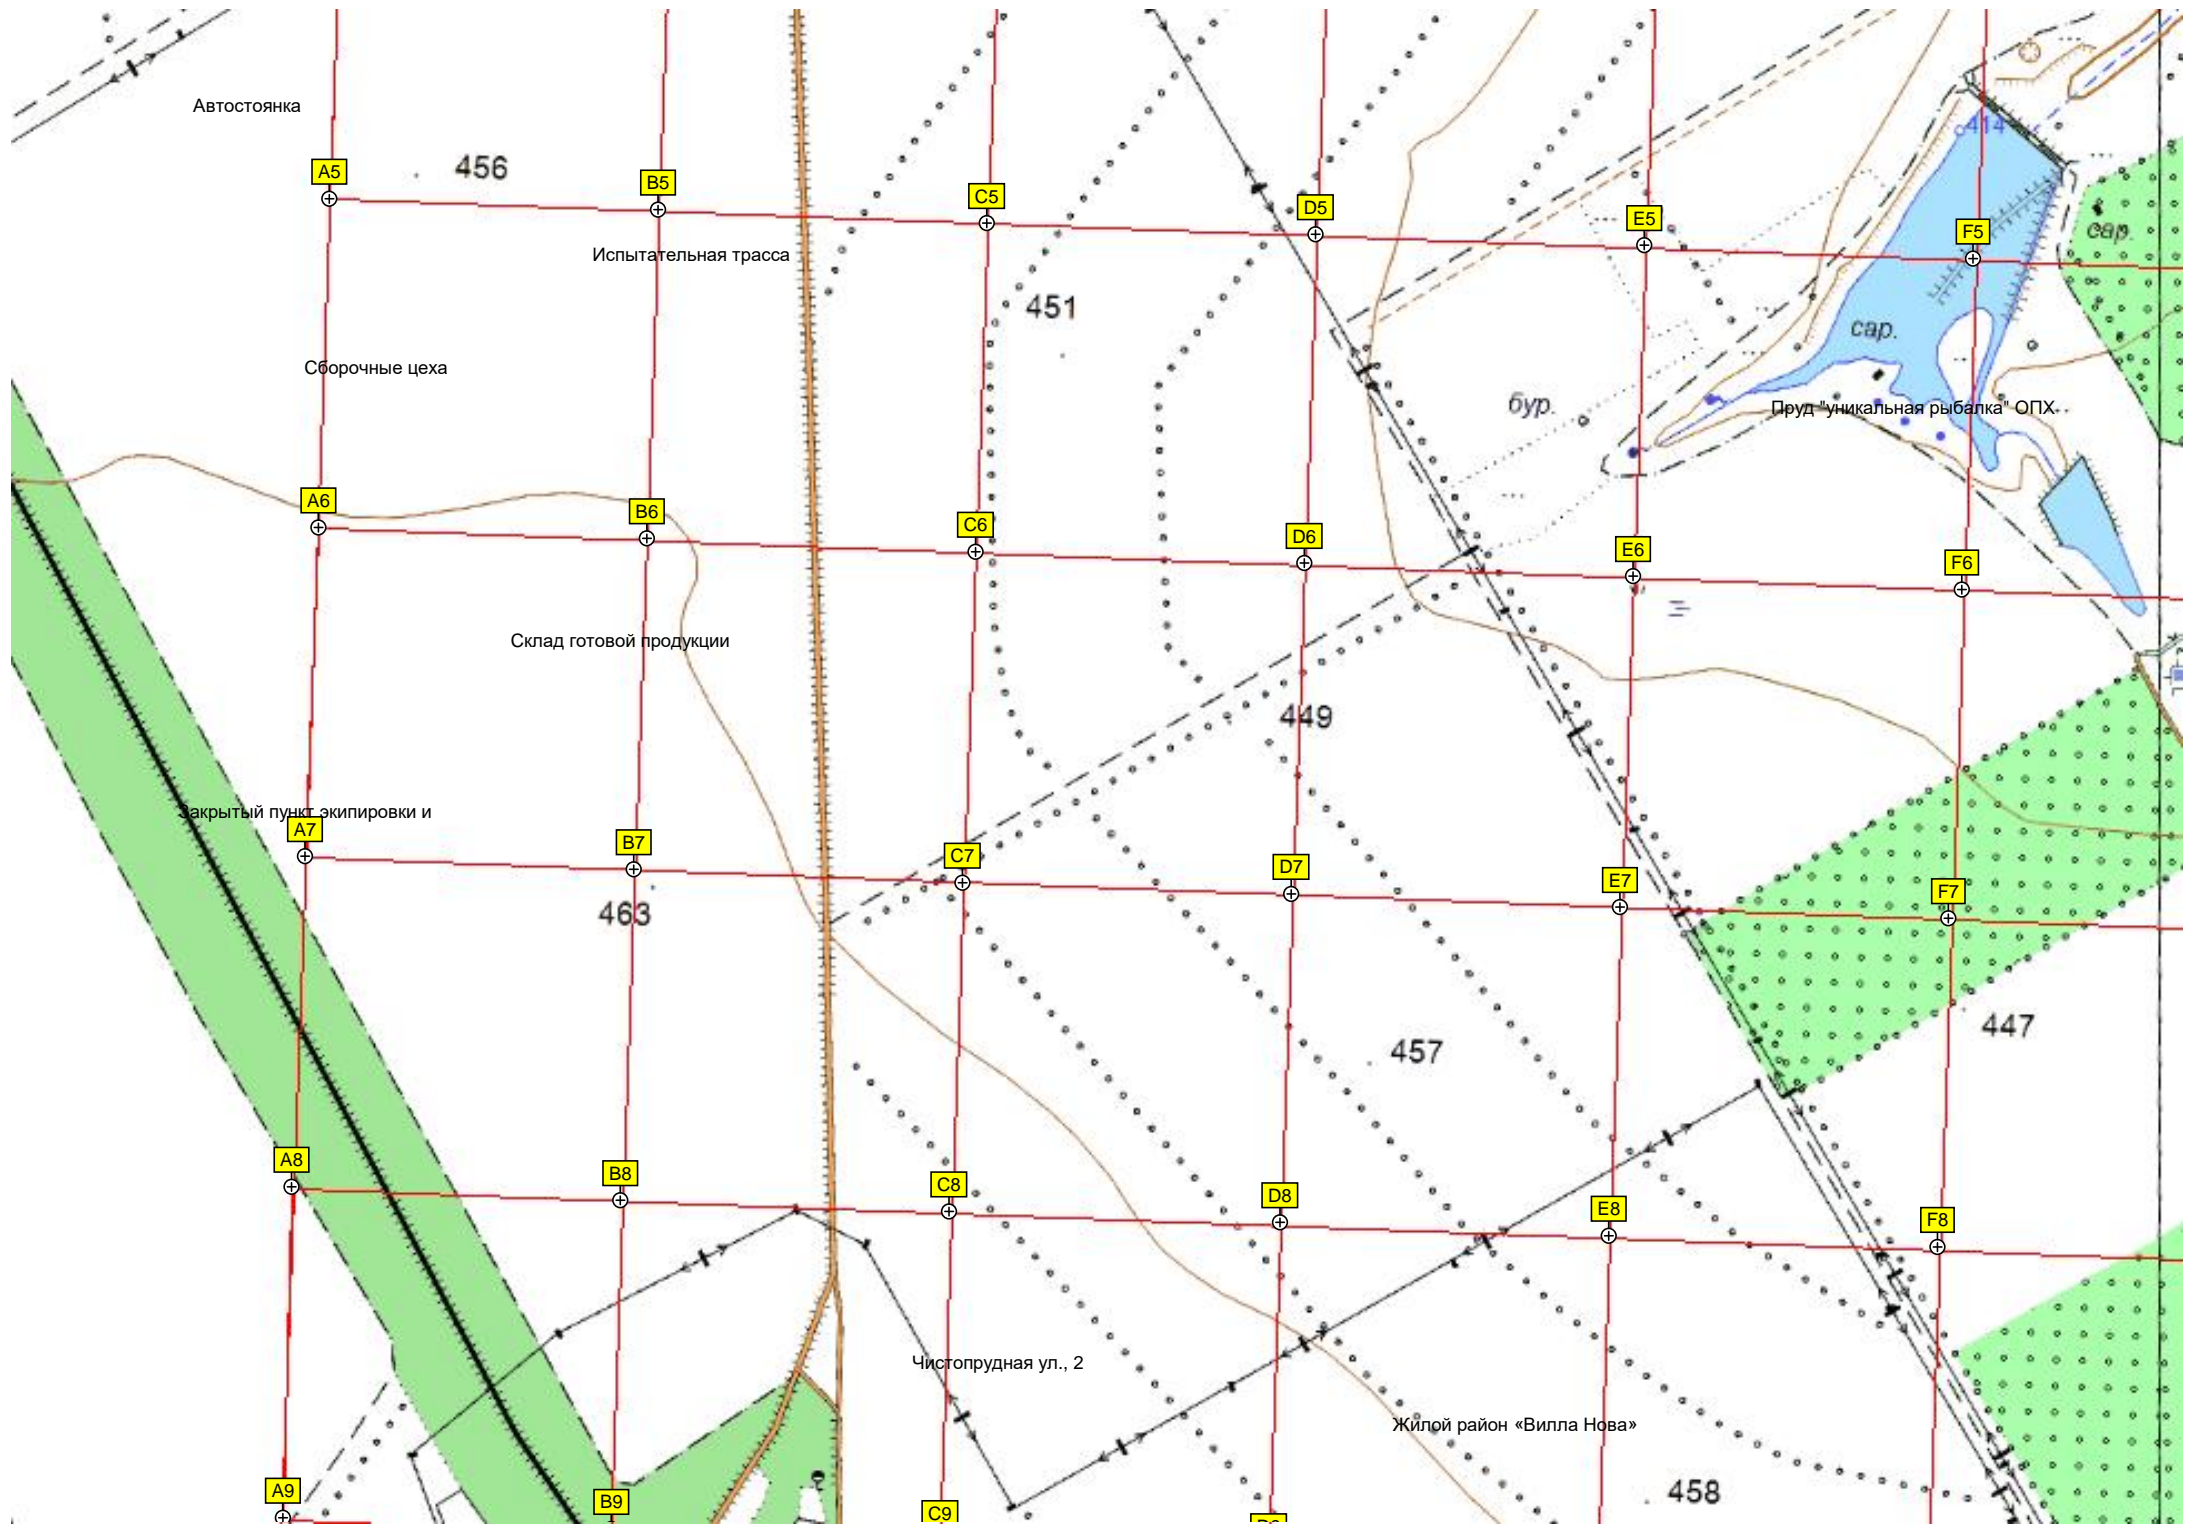 Автостоянка
414
A5
456
B5
C5
D5
E5
F5
сар.
Испытательная трасса
451
сар.
Сборочные цеха
бур.
Пруд "уникальная рыбалка" ОПХ
A6
B6
C6
D6
E6
F6
Склад готовой продукции
449
Закрытый пункт экипировки и
A7
B7
C7
D7
E7
F7
463
457
447
A8
B8
C8
D8
E8
F8
Чистопрудная ул., 2
Жилой район «Вилла Нова»
458
A9
B9
C9
D9